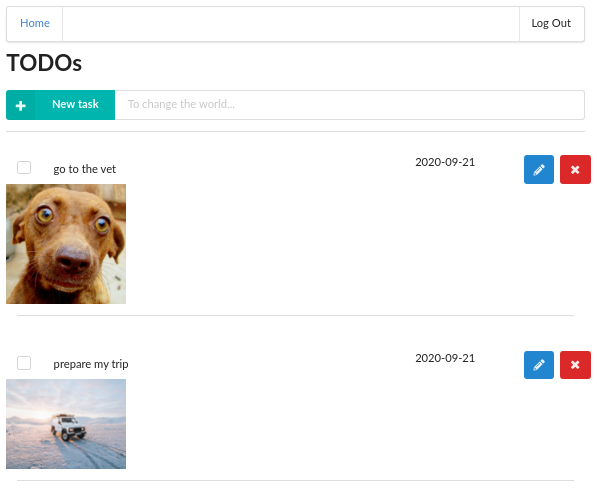 Home
Log Out
TODOs
New task
To change the world...
go to the vet
2020-09-21
prepare my trip
2020-09-21